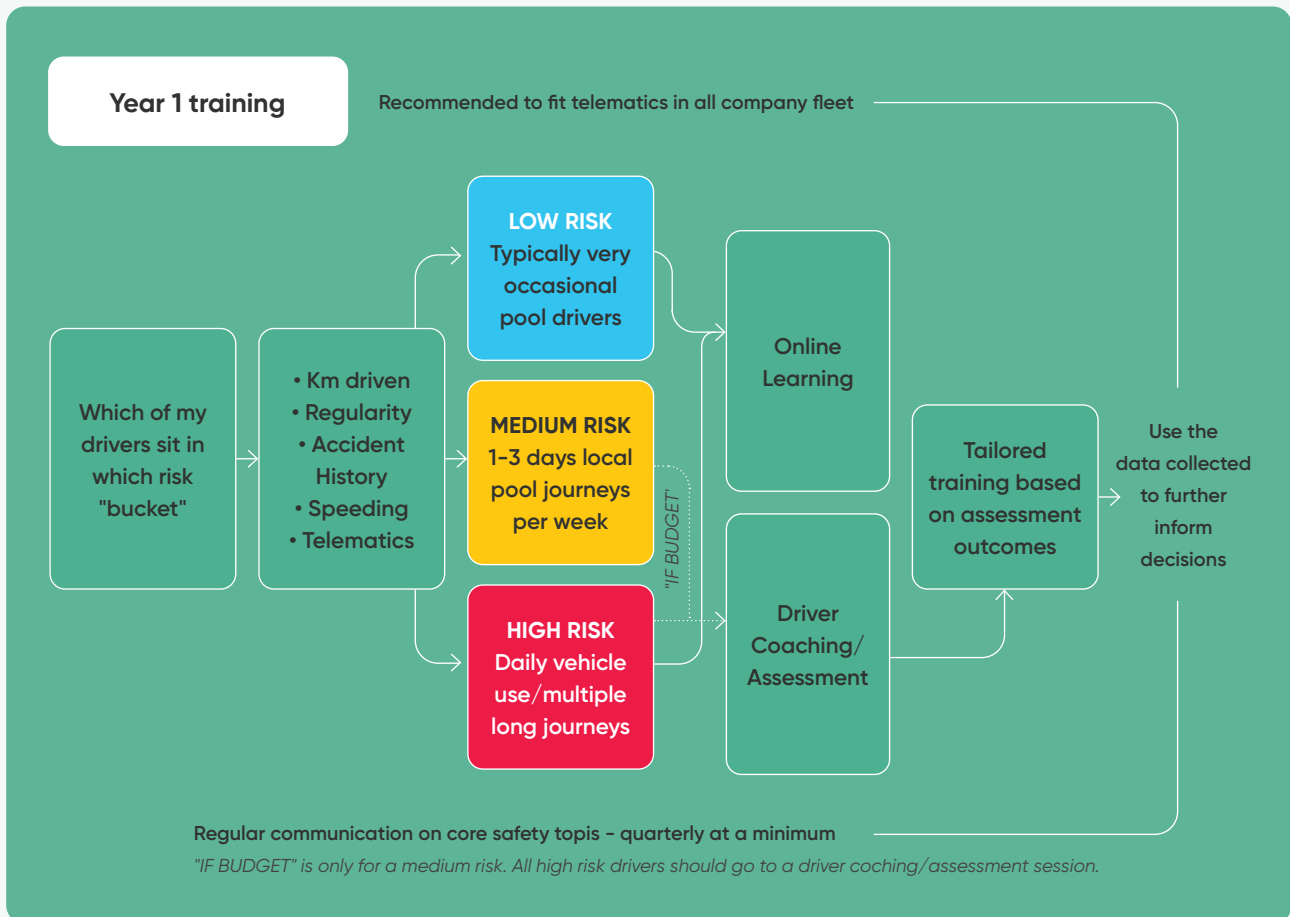 Year 1 training
Recommended to fit telematics in all company fleet
Which of my
drivers sit in
which risk
"bucket"
• Km driven
• Regularity
• Accident
History
• Speeding
• Telematics
LOW RISK
Typically very
occasional
pool drivers
MEDIUM RISK
1-3 days local
pool journeys
per week
HIGH RISK
Daily vehicle
use/multiple
long journeys
"IF BUDGET'
Online
Learning
Driver
Coaching/
Assessment
Tailored
training based
on assessment
outcomes
Use the
data collected
to further
inform
decisions
Regular communication on core safety topis - quarterly at a minimum
"IF BUDGET" is only for a medium risk. All high risk drivers should go to a driver coching/assessment session.